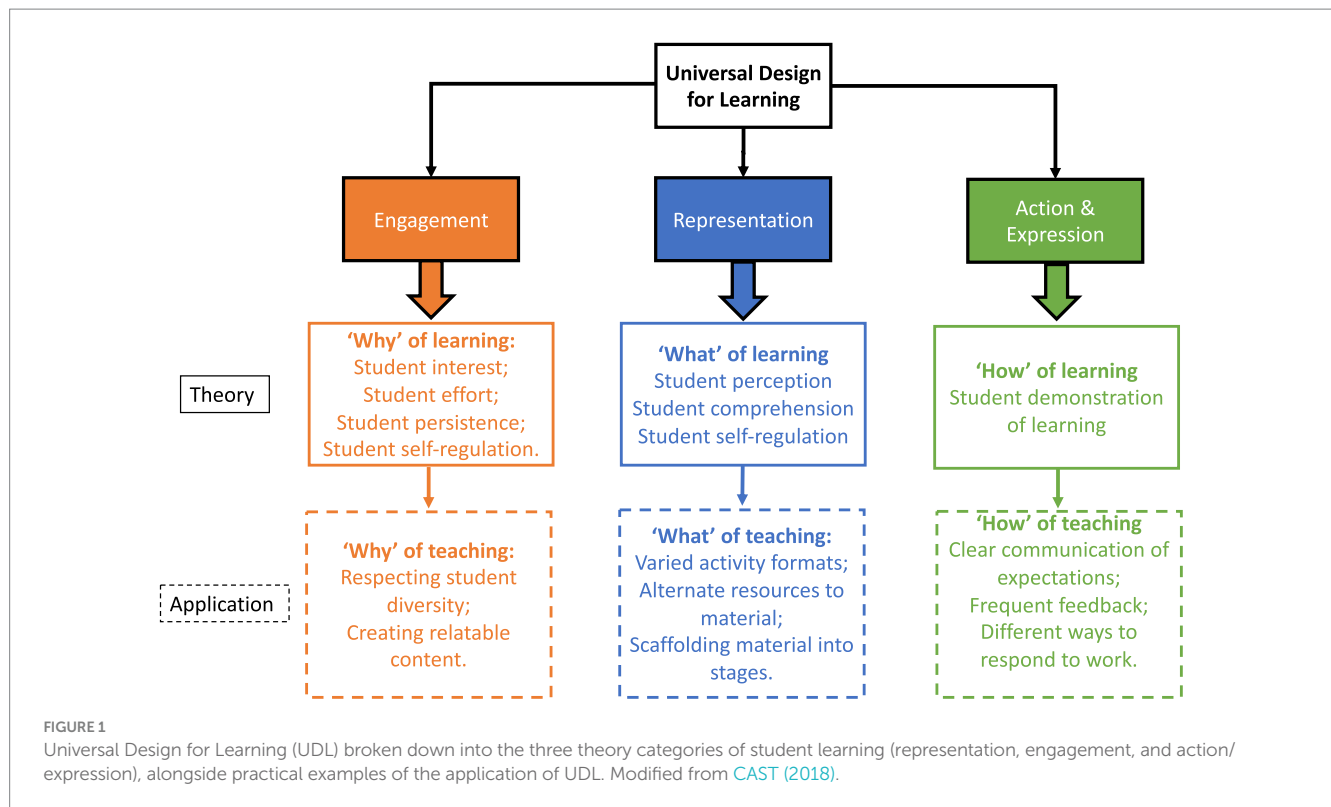 Universal Design
for Learning
Engagement
Representation
Action &
Expression
Theory
‘Why’ of learning:
Student interest;
Student effort;
Student persistence;
Student self-regulation.
‘What’ of learning
Student perception
Student comprehension
Student self-regulation
‘How’ of learning
Student demonstration
of learning
Application
‘Why’ of teaching:
Respecting student
diversity;
Creating relatable
content.
‘What’ of teaching:
Varied activity formats;
Alternate resources to
material;
Scaffolding material into
stages.
‘How’ of teaching
Clear communication of
expectations;
Frequent feedback;
Different ways to
respond to work.
FIGURE 1
Universal Design for Learning (UDL) broken down into the three theory categories of student learning (representation, engagement, and action/
expression), alongside practical examples of the application of UDL. Modified from CAST (2018).